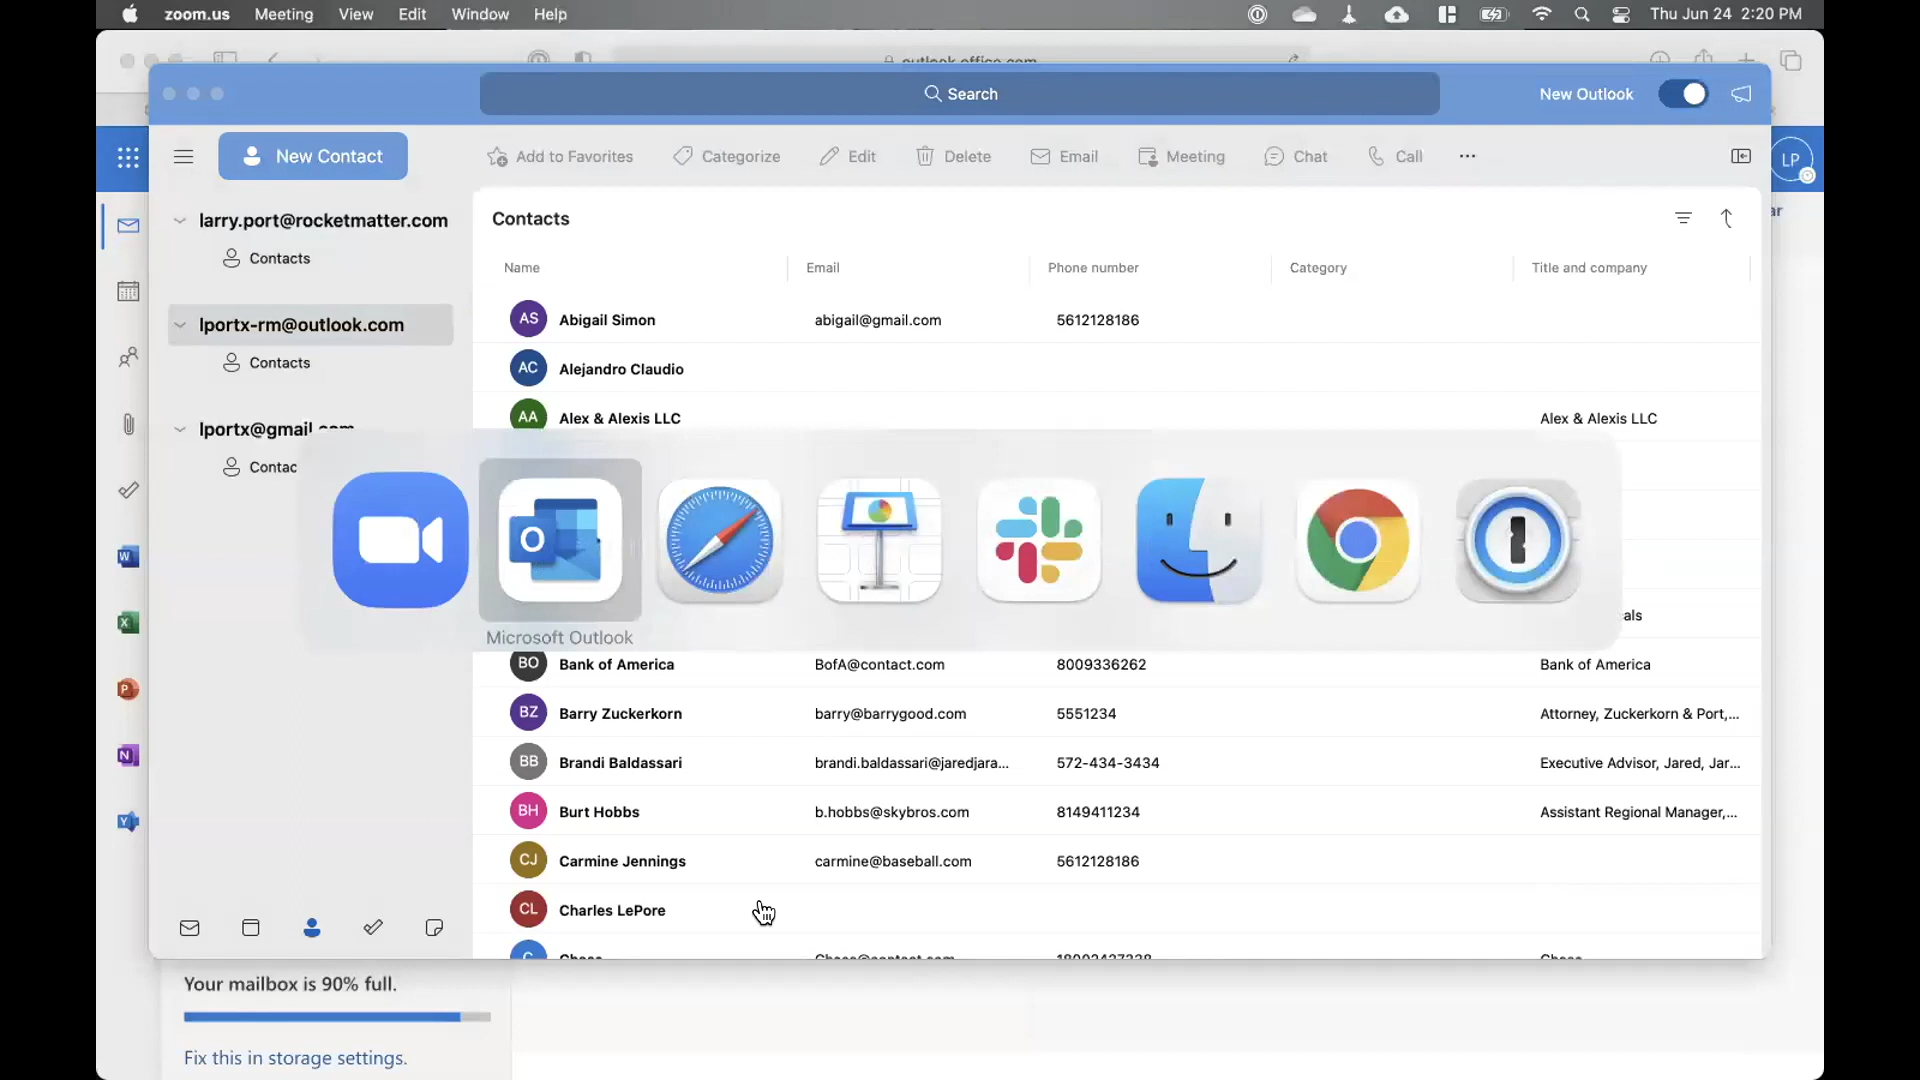 zoom.us Meeting View Edit Window Help
Thu Jun 24 2:20 PM
Search
New Outlook
New Contact
Add to Favorites Categorize Edit Delete Email Meeting Chat Call
LP
larry.port@rocketmatter.com
Contacts
lportx-rm@outlook.com
Contacts
lportx@gmail
Contac
Contacts
Name Email Phone number Category Title and company
AS Abigail Simon abigail@gmail.com 5612128186
AC Alejandro Claudio
AA Alex & Alexis LLC Alex & Alexis LLC
Microsoft Outlook
als
BO Bank of America BofA@contact.com 8009336262 Bank of America
BZ Barry Zuckerkorn barry@barrygood.com 5551234 Attorney, Zuckerkorn & Port,...
BB Brandi Baldassari brandi.baldassari@jaredjara... 572-434-3434 Executive Advisor, Jared, Jar...
BH Burt Hobbs b.hobbs@skybros.com 8149411234 Assistant Regional Manager,...
CJ Carmine Jennings carmine@baseball.com 5612128186
CL Charles LePore
Your mailbox is 90% full.
Fix this in storage settings.